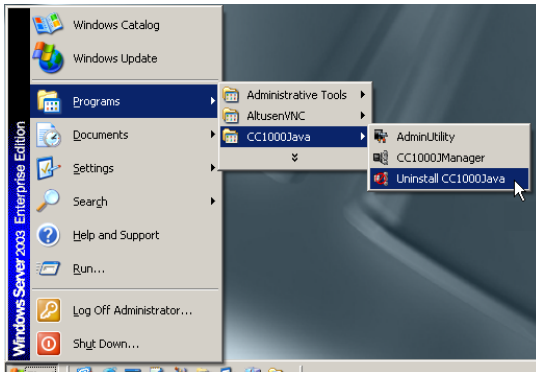 Windows Catalog
Windows Update
Programs
Documents
Settings
Search
Help and Support
Run...
Log Off Administrator...
Shut Down...
Windows Server 2003 Enterprise Edition
Administrative Tools
AltusenVNC
CC1000Java
AdminUtility
CC1000JManager
Uninstall CC1000Java